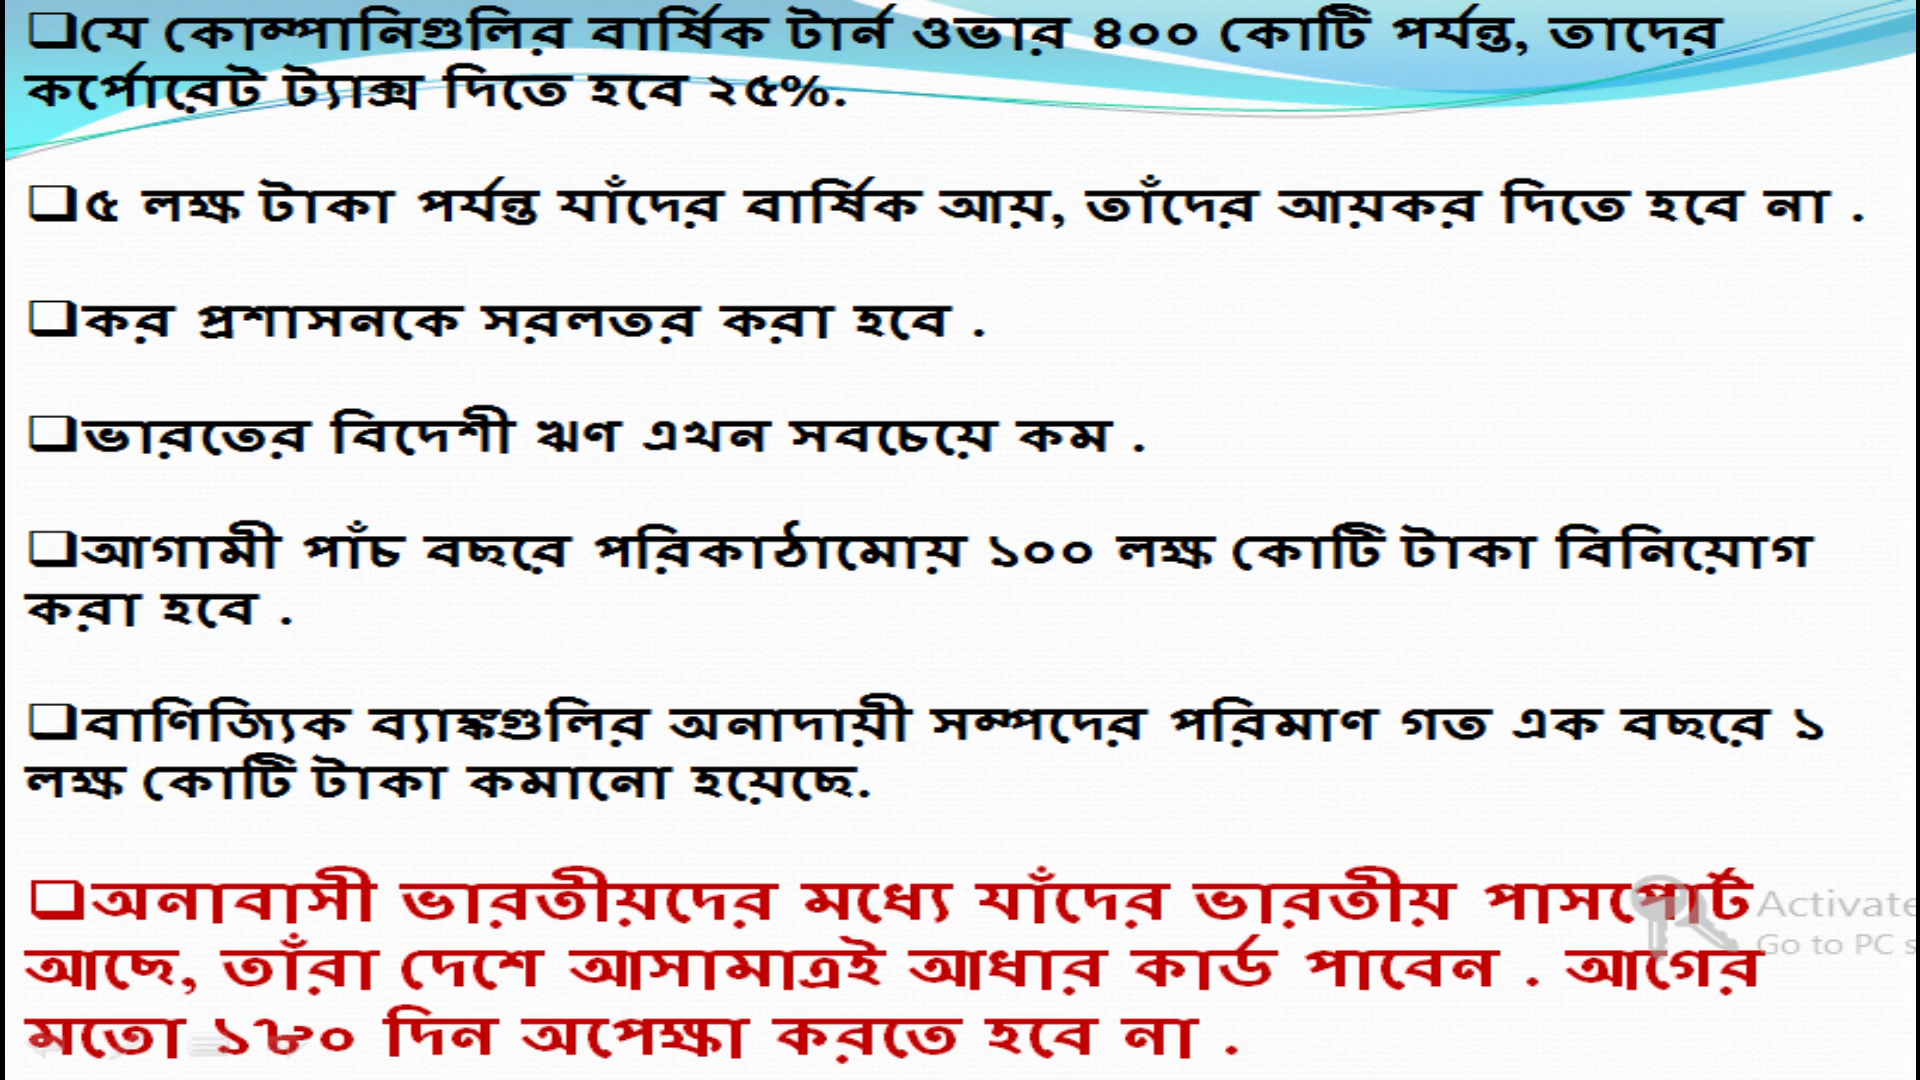 ❑যে কোম্পানিগুলির বার্ষিক টার্ন ওভার ৪০০ কোটি পর্যন্ত, তাদের
কর্পোরেট ট্যাক্স দিতে হবে ২৫%.
❑৫ লক্ষ টাকা পর্যন্ত যাঁদের বার্ষিক আয়, তাঁদের আয়কর দিতে হবে না .
❑কর প্রশাসনকে সরলতর করা হবে .
❑ভারতের বিদেশী ঋণ এখন সবচেয়ে কম .
❑আগামী পাঁচ বছরে পরিকাঠামোয় ১০০ লক্ষ কোটি টাকা বিনিয়োগ
করা হবে .
❑বাণিজ্যিক ব্যাঙ্কগুলির অনাদায়ী সম্পদের পরিমাণ গত এক বছরে ১
লক্ষ কোটি টাকা কমানো হয়েছে.
❑অনাবাসী ভারতীয়দের মধ্যে যাঁদের ভারতীয় পাসপোর্ট
আছে, তাঁরা দেশে আসামাত্রই আধার কার্ড পাবেন . আগের
মতো ১৮০ দিন অপেক্ষা করতে হবে না .
Activate
Go to PC s